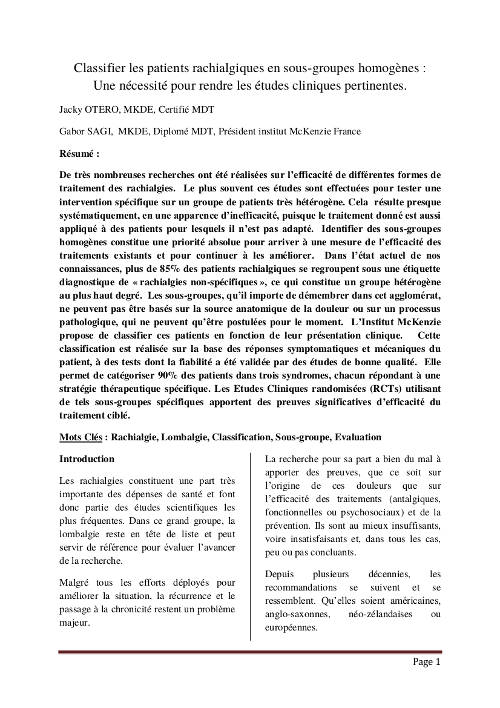 Classifier les patients rachialgiques en sous-groupes homogènes :
Une nécessité pour rendre les études cliniques pertinentes.
Jacky OTERO, MKDE, Certifié MDT
Gabor SAGI, MKDE, Diplomé MDT, Président institut McKenzie France
Résumé :
De très nombreuses recherches ont été réalisées sur l'efficacité de différentes formes de
traitement des rachialgies. Le plus souvent ces études sont effectuées pour tester une
intervention spécifique sur un groupe de patients très hétérogène. Cela résulte presque
systématiquement, en une apparence d'inefficacité, puisque le traitement donné est aussi
appliqué à des patients pour lesquels il n'est pas adapté. Identifier des sous-groupes
homogènes constitue une priorité absolue pour arriver à une mesure de l'efficacité des
traitements existants et pour continuer à les améliorer. Dans l'état actuel de nos
connaissances, plus de 85% des patients rachialgiques se regroupent sous une étiquette
diagnostique de « rachialgies non-spécifiques », ce qui constitue un groupe hétérogène
au plus haut degré. Les sous-groupes, qu'il importe de démembrer dans cet agglomérat,
ne peuvent pas être basés sur la source anatomique de la douleur ou sur un processus
pathologique, qui ne peuvent qu'être postulées pour le moment. L'Institut McKenzie
propose de classifier ces patients en fonction de leur présentation clinique. Cette
classification est réalisée sur la base des réponses symptomatiques et mécaniques du
patient, à des tests dont la fiabilité a été validée par des études de bonne qualité. Elle
permet de catégoriser 90% des patients dans trois syndromes, chacun répondant à une
stratégie thérapeutique spécifique. Les Etudes Cliniques randomisées (RCTs) utilisant
de tels sous-groupes spécifiques apportent des preuves significatives d'efficacité du
traitement ciblé.
Mots Clés : Rachialgie, Lombalgie, Classification, Sous-groupe, Evaluation
Introduction
Les rachialgies constituent une part très
importante des dépenses de santé et font
donc partie des études scientifiques les
plus fréquentes. Dans ce grand groupe, la
lombalgie reste en tête de liste et peut
servir de référence pour évaluer l'avancer
de la recherche.
Malgré tous les efforts déployés pour
améliorer la situation, la récurrence et le
passage à la chronicité restent un problème
majeur.
La recherche pour sa part a bien du mal à
apporter des preuves, que ce soit sur
l'origine de ces douleurs que sur
l'efficacité des traitements (antalgiques,
fonctionnelles ou psychosociaux) et de la
prévention. Ils sont au mieux insuffisants,
voire insatisfaisants et, dans tous les cas,
peu ou pas concluants.
Depuis plusieurs décennies, les
recommandations se suivent et se
ressemblent. Qu'elles soient américaines,
anglo-saxonnes, néo-zélandaises ou
européennes.
Page 1